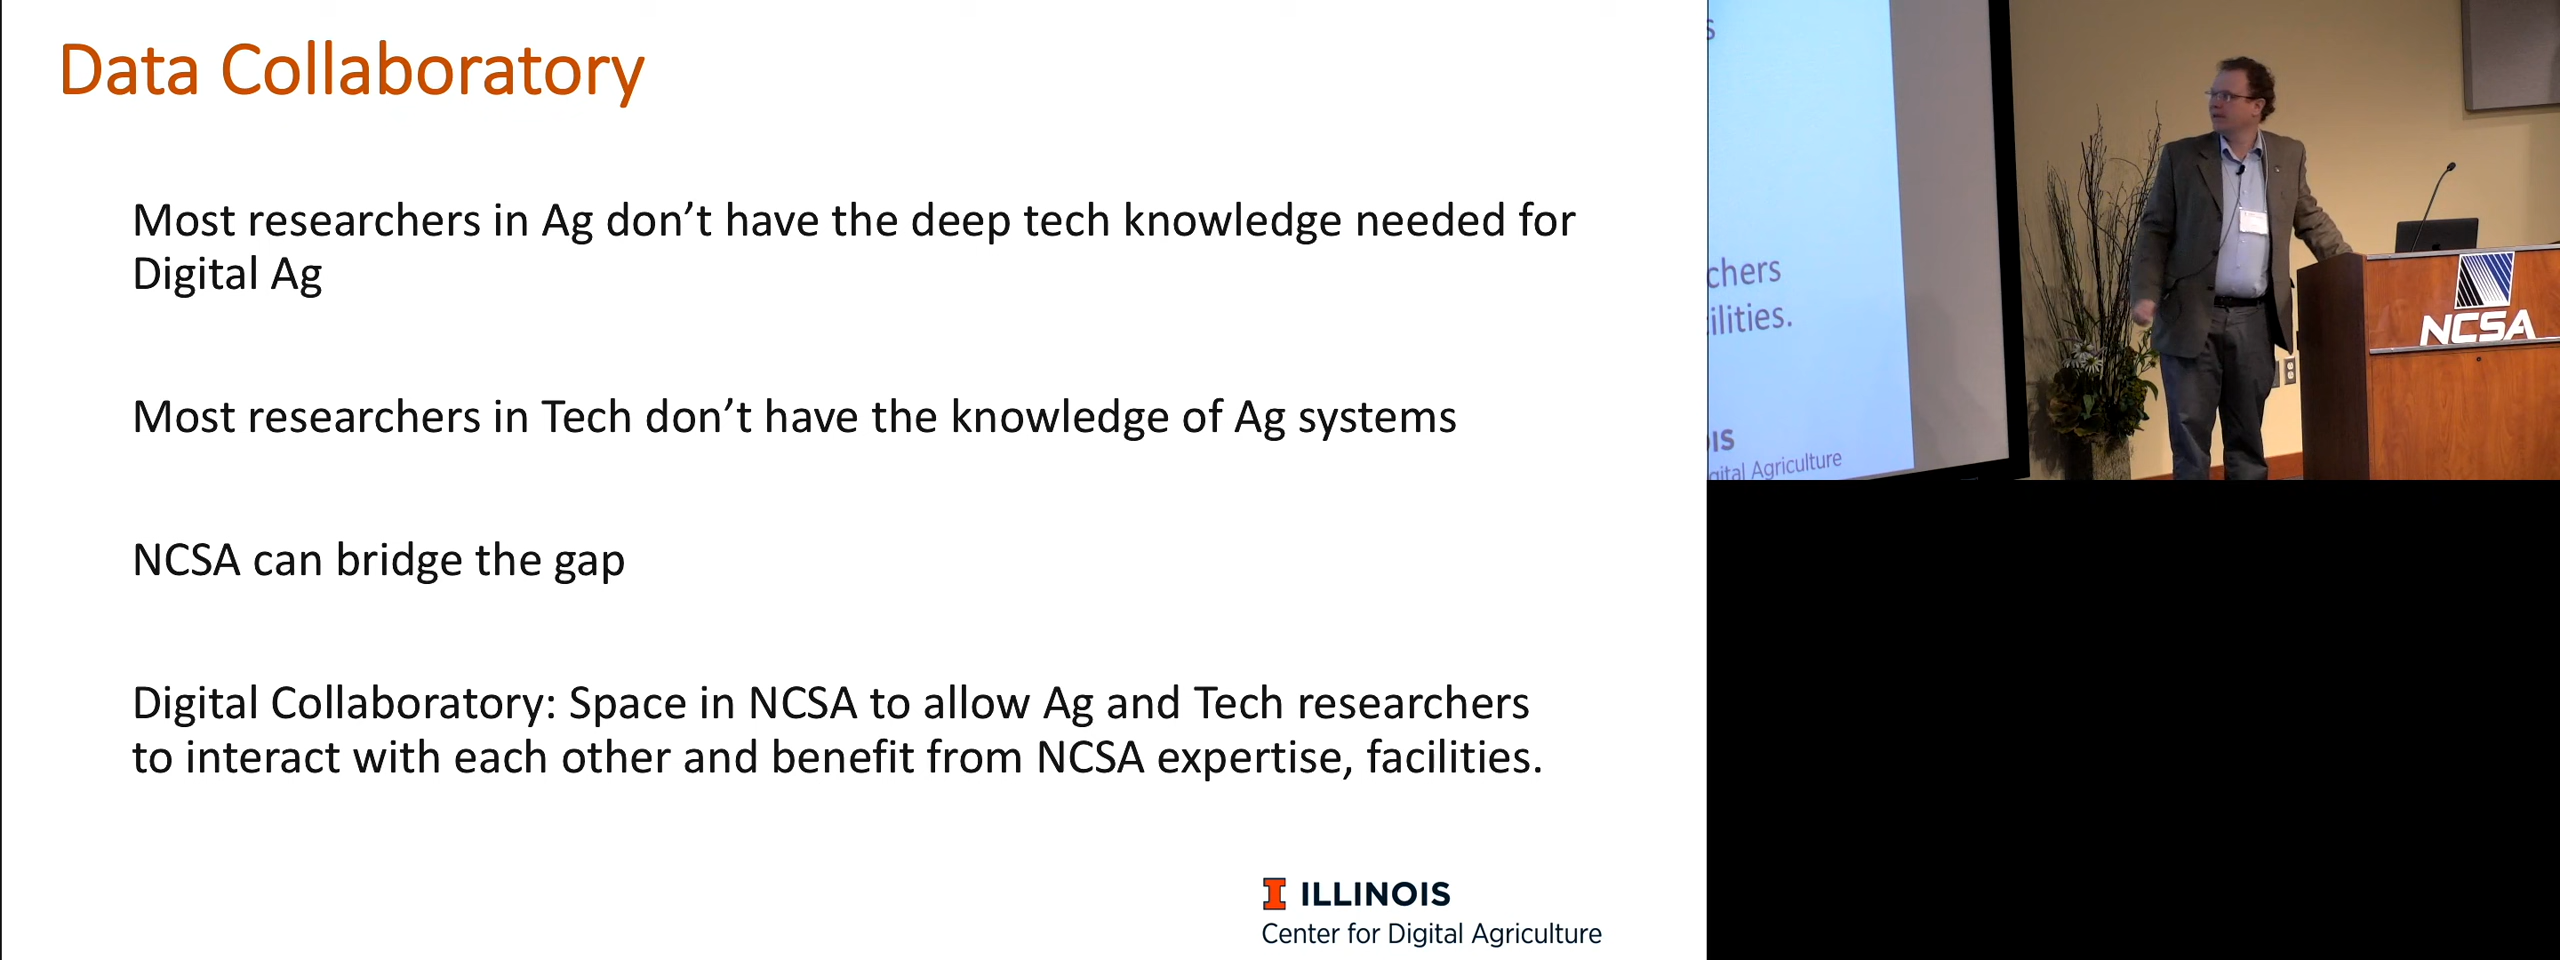 Data Collaboratory
Most researchers in Ag don’t have the deep tech knowledge needed for
Digital Ag
Most researchers in Tech don’t have the knowledge of Ag systems
NCSA can bridge the gap
Digital Collaboratory: Space in NCSA to allow Ag and Tech researchers
to interact with each other and benefit from NCSA expertise, facilities.
I ILLINOIS
Center for Digital Agriculture
s
chers
ilities.
IS
gital Agriculture
NCSA